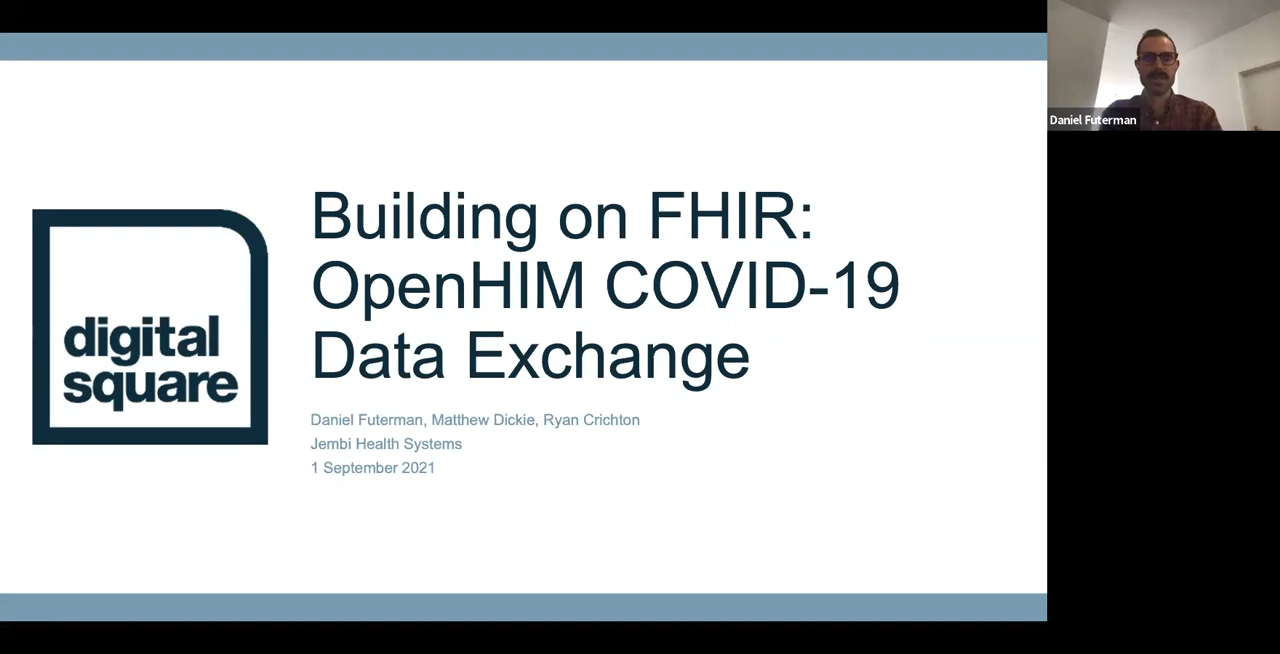 digital
square
Building on FHIR:
OpenHIM COVID-19
Data Exchange
Daniel Futerman, Matthew Dickie, Ryan Crichton
Jembi Health Systems
1 September 2021
Daniel Futerman